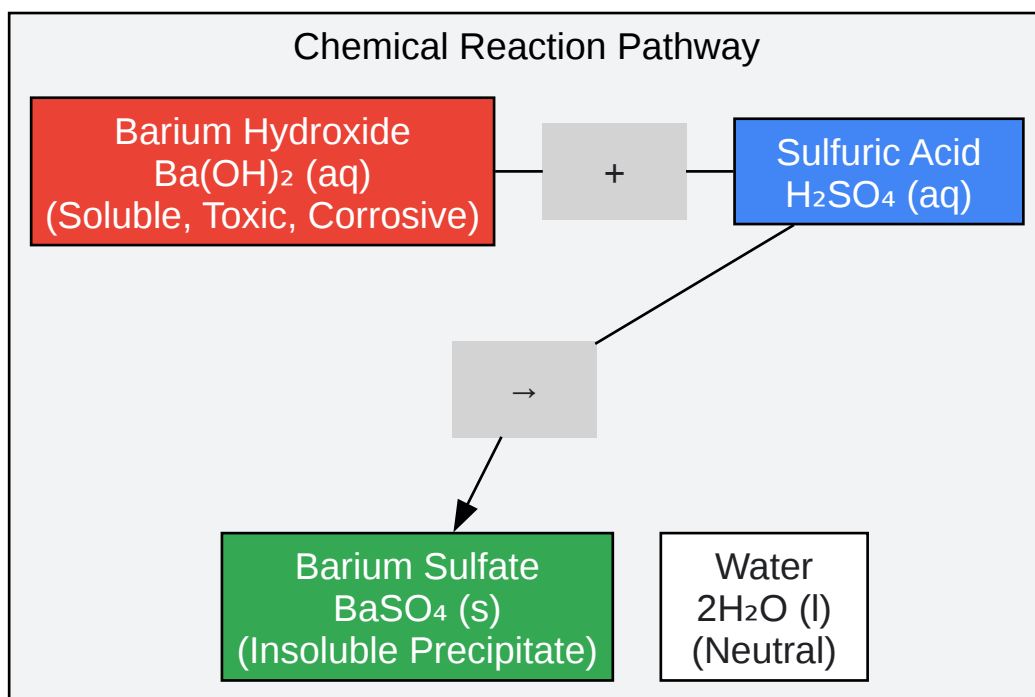 Chemical Reaction Pathway
Barium Hydroxide
Ba(OH)₂ (aq)
(Soluble, Toxic, Corrosive)
+
Sulfuric Acid
H₂SO₄ (aq)
→
Barium Sulfate
BaSO₄ (s)
(Insoluble Precipitate)
Water
2H₂O (l)
(Neutral)